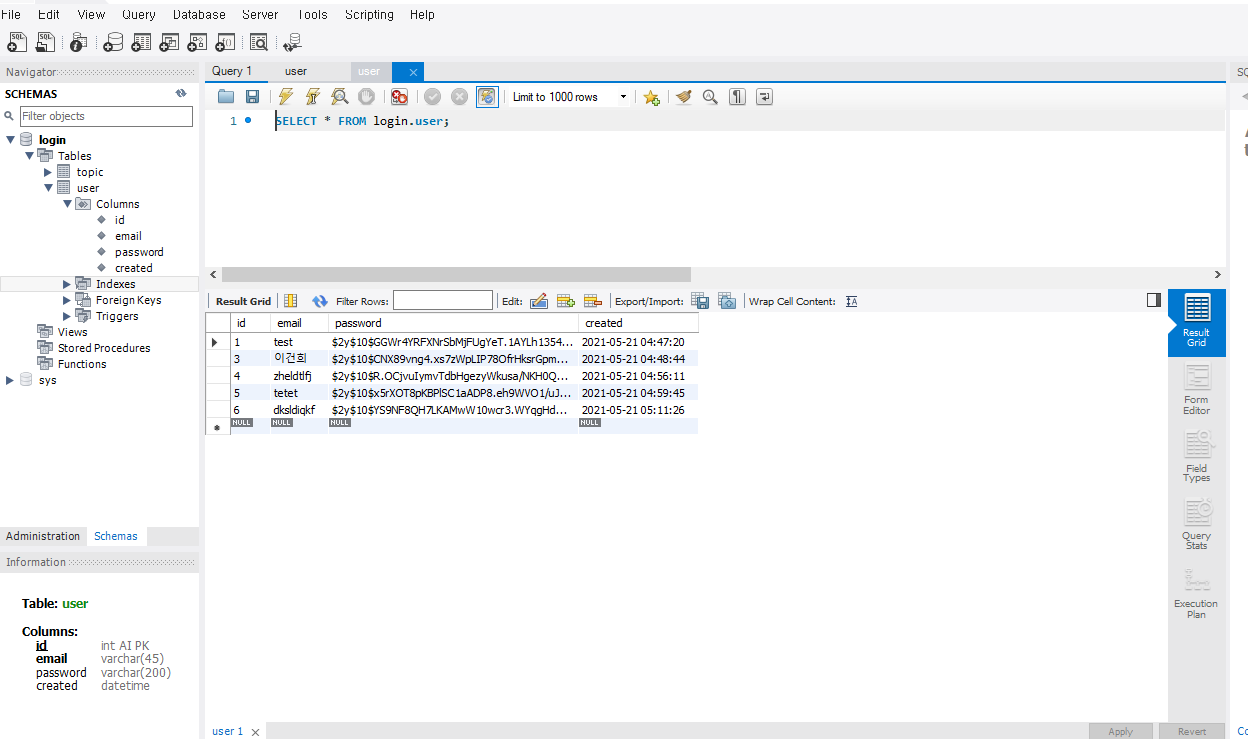 File Edit View Query Database Server Tools Scripting Help
Navigator
Query 1 user user
SCHEMAS
Limit to 1000 rows
Filter objects
1 SELECT * FROM login.user;
login
Tables
topic
user
Columns
id
email
password
created
Indexes
Foreign Keys
Triggers
Views
Stored Procedures
Functions
sys
Result Grid Filter Rows: Edit: Export/Import: Wrap Cell Content:
id email password created
1 test $2y$10$GGWr4YRFXNrSbMjFUgYeT.1AYLh1354... 2021-05-21 04:47:20
3 이건희 $2y$10$CNX89vng4.xs7zWpLIP78OfrHksrGpm... 2021-05-21 04:48:44
4 zheldtlfj $2y$10$R.OCjvuIymvTdbHgezyWkusa/NKH0Q... 2021-05-21 04:56:11
5 tetet $2y$10$x5rXOT8pKBPlSC1aADP8.eh9WVO1/uJ... 2021-05-21 04:59:45
6 dksldiqkf $2y$10$YS9NF8QH7LKAMwW10wcr3.WYqgHd... 2021-05-21 05:11:26
NULL NULL NULL NULL
Result
Grid
Form
Editor
Field
Types
Query
Stats
Execution
Plan
Administration Schemas
Information
Table: user
Columns:
id int AI PK
email varchar(45)
password varchar(200)
created datetime
user 1 Apply Revert